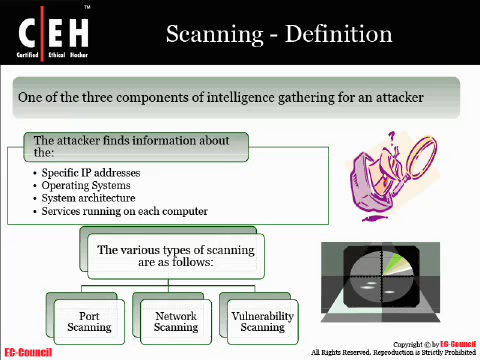 C|EH
TM
Certified Ethical Hacker
Scanning - Definition
One of the three components of intelligence gathering for an attacker
The attacker finds information about
the:
• Specific IP addresses
• Operating Systems
• System architecture
• Services running on each computer
?
The various types of scanning
are as follows:
Port
Scanning
Network
Scanning
Vulnerability
Scanning
EC-Council
Copyright © by EC-Council
All Rights Reserved. Reproduction is Strictly Prohibited